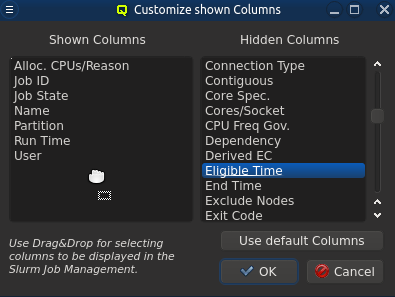 Customize shown Columns
Shown Columns
Hidden Columns
Alloc. CPUs/Reason
Job ID
Job State
Name
Partition
Run Time
User
Connection Type
Contiguous
Core Spec.
Cores/Socket
CPU Freq Gov.
Dependency
Derived EC
Eligible Time
End Time
Exclude Nodes
Exit Code
Use Drag&Drop for selecting
columns to be displayed in the
Slurm Job Management.
Use default Columns
OK
Cancel